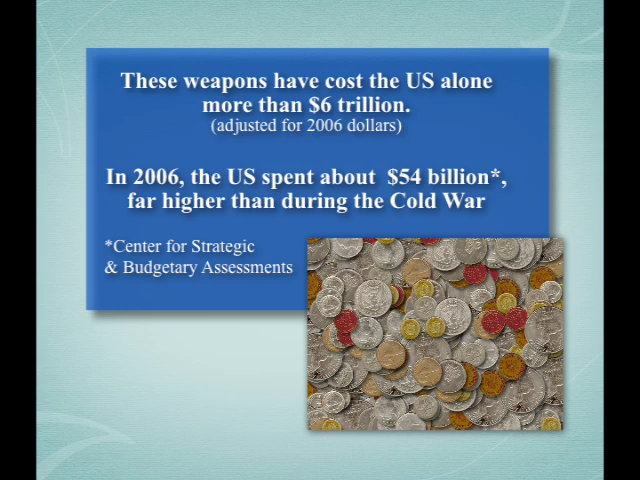 These weapons have cost the US alone
more than $6 trillion.
(adjusted for 2006 dollars)
In 2006, the US spent about  $54 billion*,
far higher than during the Cold War
*Center for Strategic
& Budgetary Assessments